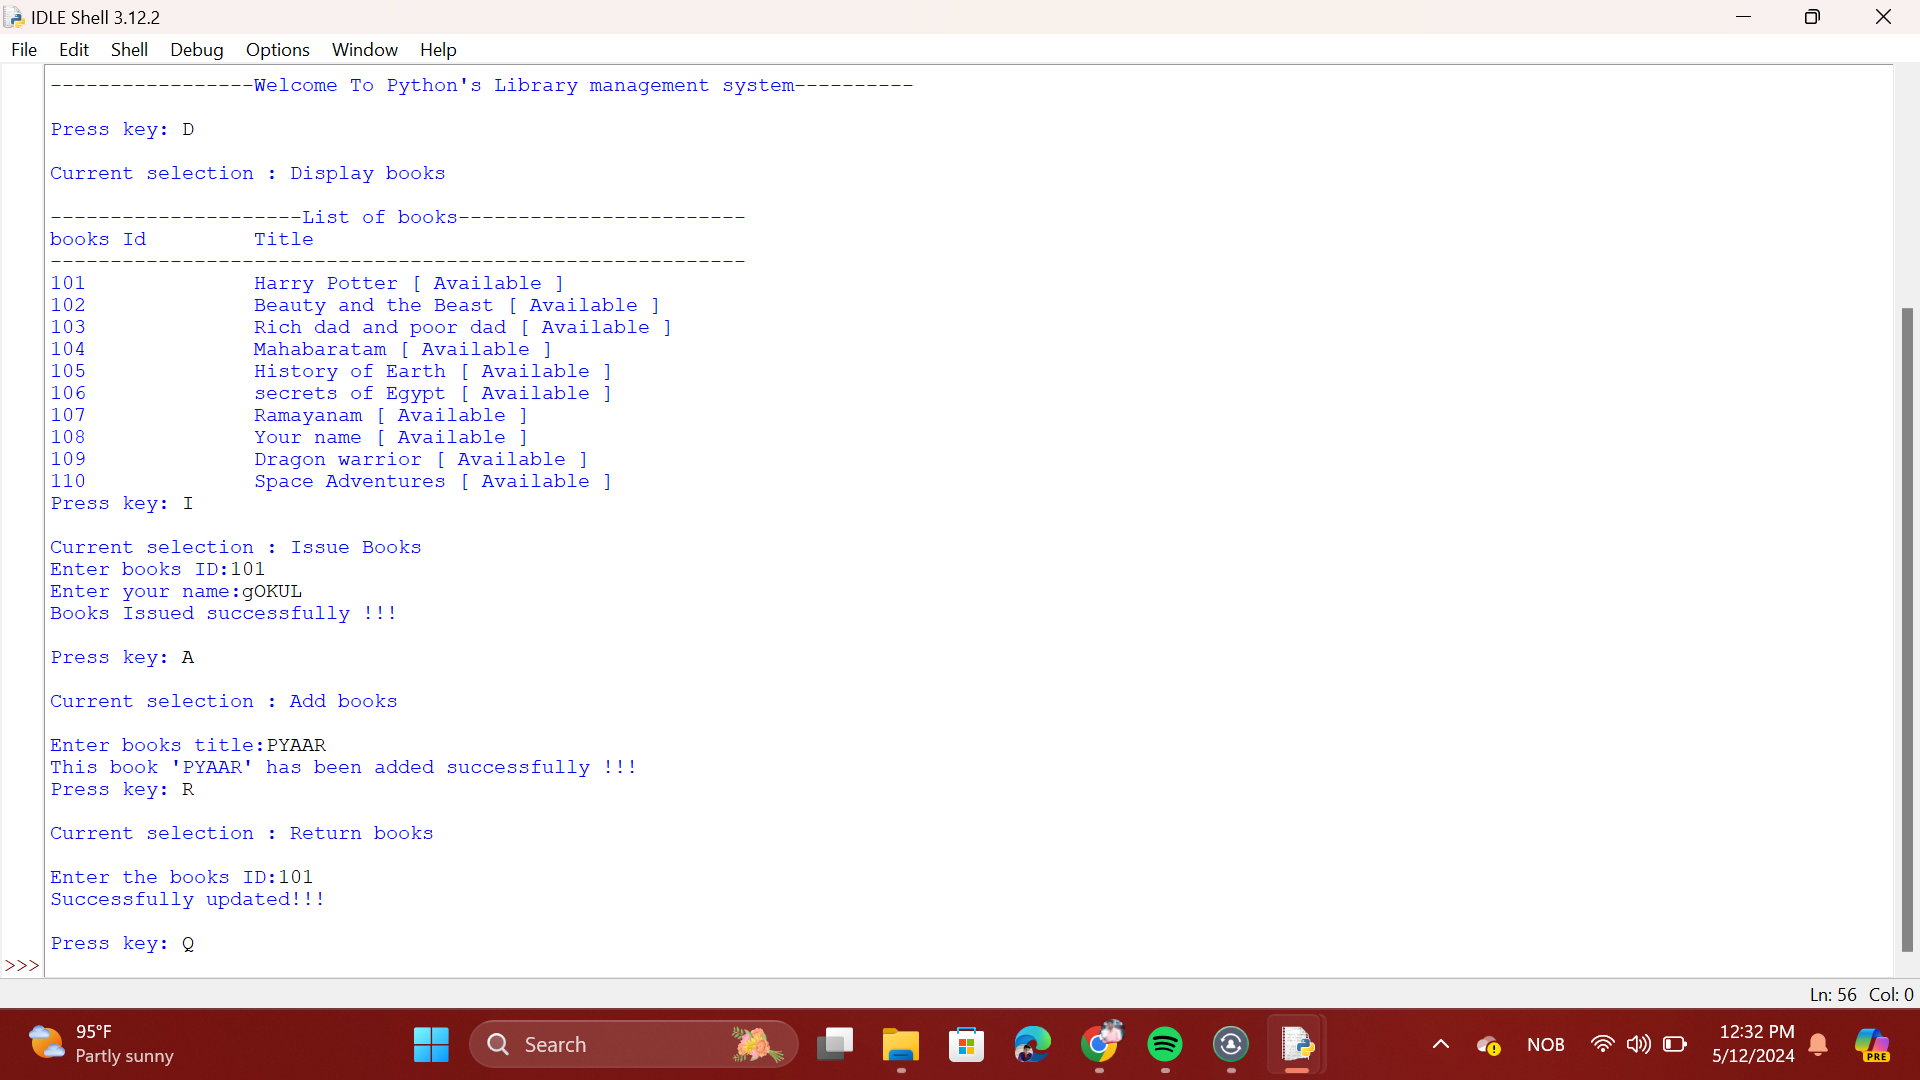 IDLE Shell 3.12.2
File Edit Shell Debug Options Window Help
-----------------Welcome To Python's Library management system----------
Press key: D
Current selection : Display books
---------------------List of books------------------------
books Id Title
----------------------------------------------------------
101 Harry Potter [ Available ]
102 Beauty and the Beast [ Available ]
103 Rich dad and poor dad [ Available ]
104 Mahabaratam [ Available ]
105 History of Earth [ Available ]
106 secrets of Egypt [ Available ]
107 Ramayanam [ Available ]
108 Your name [ Available ]
109 Dragon warrior [ Available ]
110 Space Adventures [ Available ]
Press key: I
Current selection : Issue Books
Enter books ID:101
Enter your name:gOKUL
Books Issued successfully !!!
Press key: A
Current selection : Add books
Enter books title:PYAAR
This book 'PYAAR' has been added successfully !!!
Press key: R
Current selection : Return books
Enter the books ID:101
Successfully updated!!!
Press key: Q
>>>
Ln: 56 Col: 0
95°F
Partly sunny
Search
NOB
12:32 PM
5/12/2024
PRE